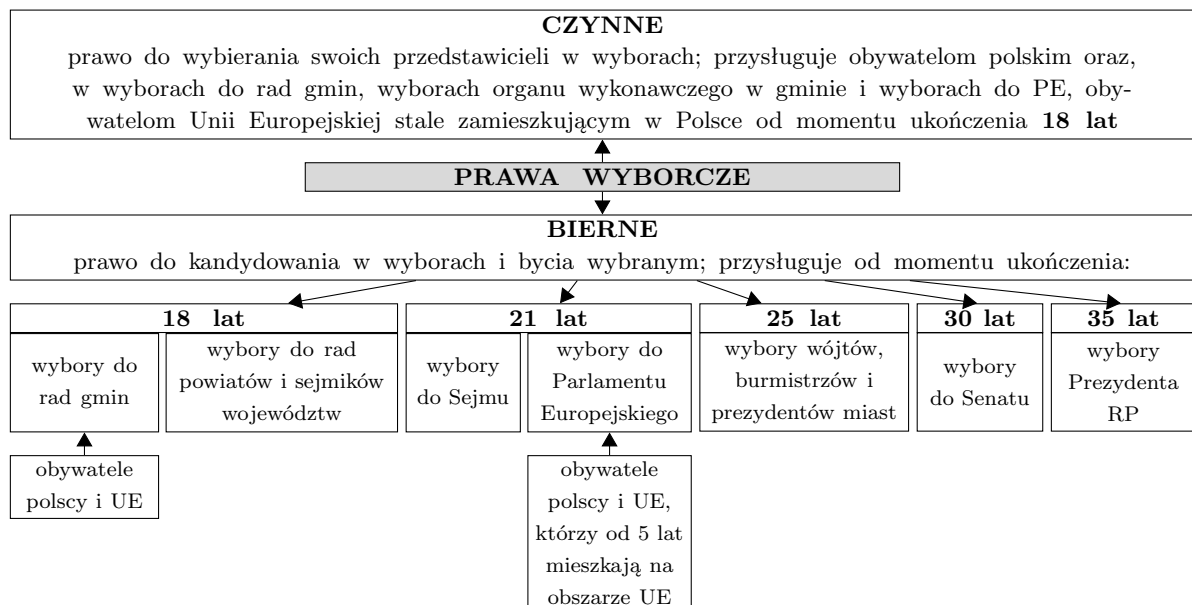 CZYNNE
prawo do wybierania swoich przedstawicieli w wyborach; przysługuje obywatelom polskim oraz,
w wyborach do rad gmin, wyborach organu wykonawczego w gminie i wyborach do PE, oby-
watelom Unii Europejskiej stale zamieszkującym w Polsce od momentu ukończenia 18 lat
PRAWA WYBORCZE
BIERNE
prawo do kandydowania w wyborach i bycia wybranym; przysługuje od momentu ukończenia:
18 lat
wybory do
rad gmin
wybory do rad
powiatów i sejmików
województw
obywatele
polscy i UE
21 lat
wybory
do Sejmu
wybory do
Parlamentu
Europejskiego
obywatele
polscy i UE,
którzy od 5 lat
mieszkają na
obszarze UE
25 lat
wybory wójtów,
burmistrzów i
prezydentów miast
30 lat
wybory
do Senatu
35 lat
wybory
Prezydenta
RP